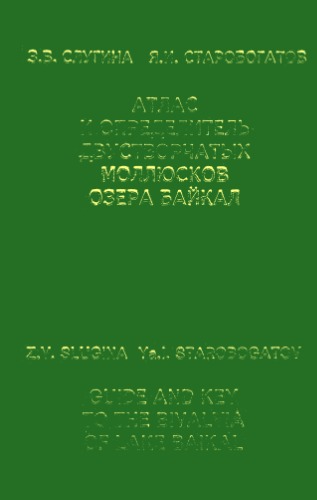 З.В. СЛУГИНА Я.И. СТАРОБОГАТОВ
АТЛАС
И ОПРЕДЕЛИТЕЛЬ
ДВУСТВОРЧАТЫХ
МОЛЛЮСКОВ
ОЗЕРА БАЙКАЛ
Z.V. SLUGINA Ya.I. STAROBOGATOV
GUIDE AND KEY
TO THE BIVALVIA
OF LAKE BAIKAL